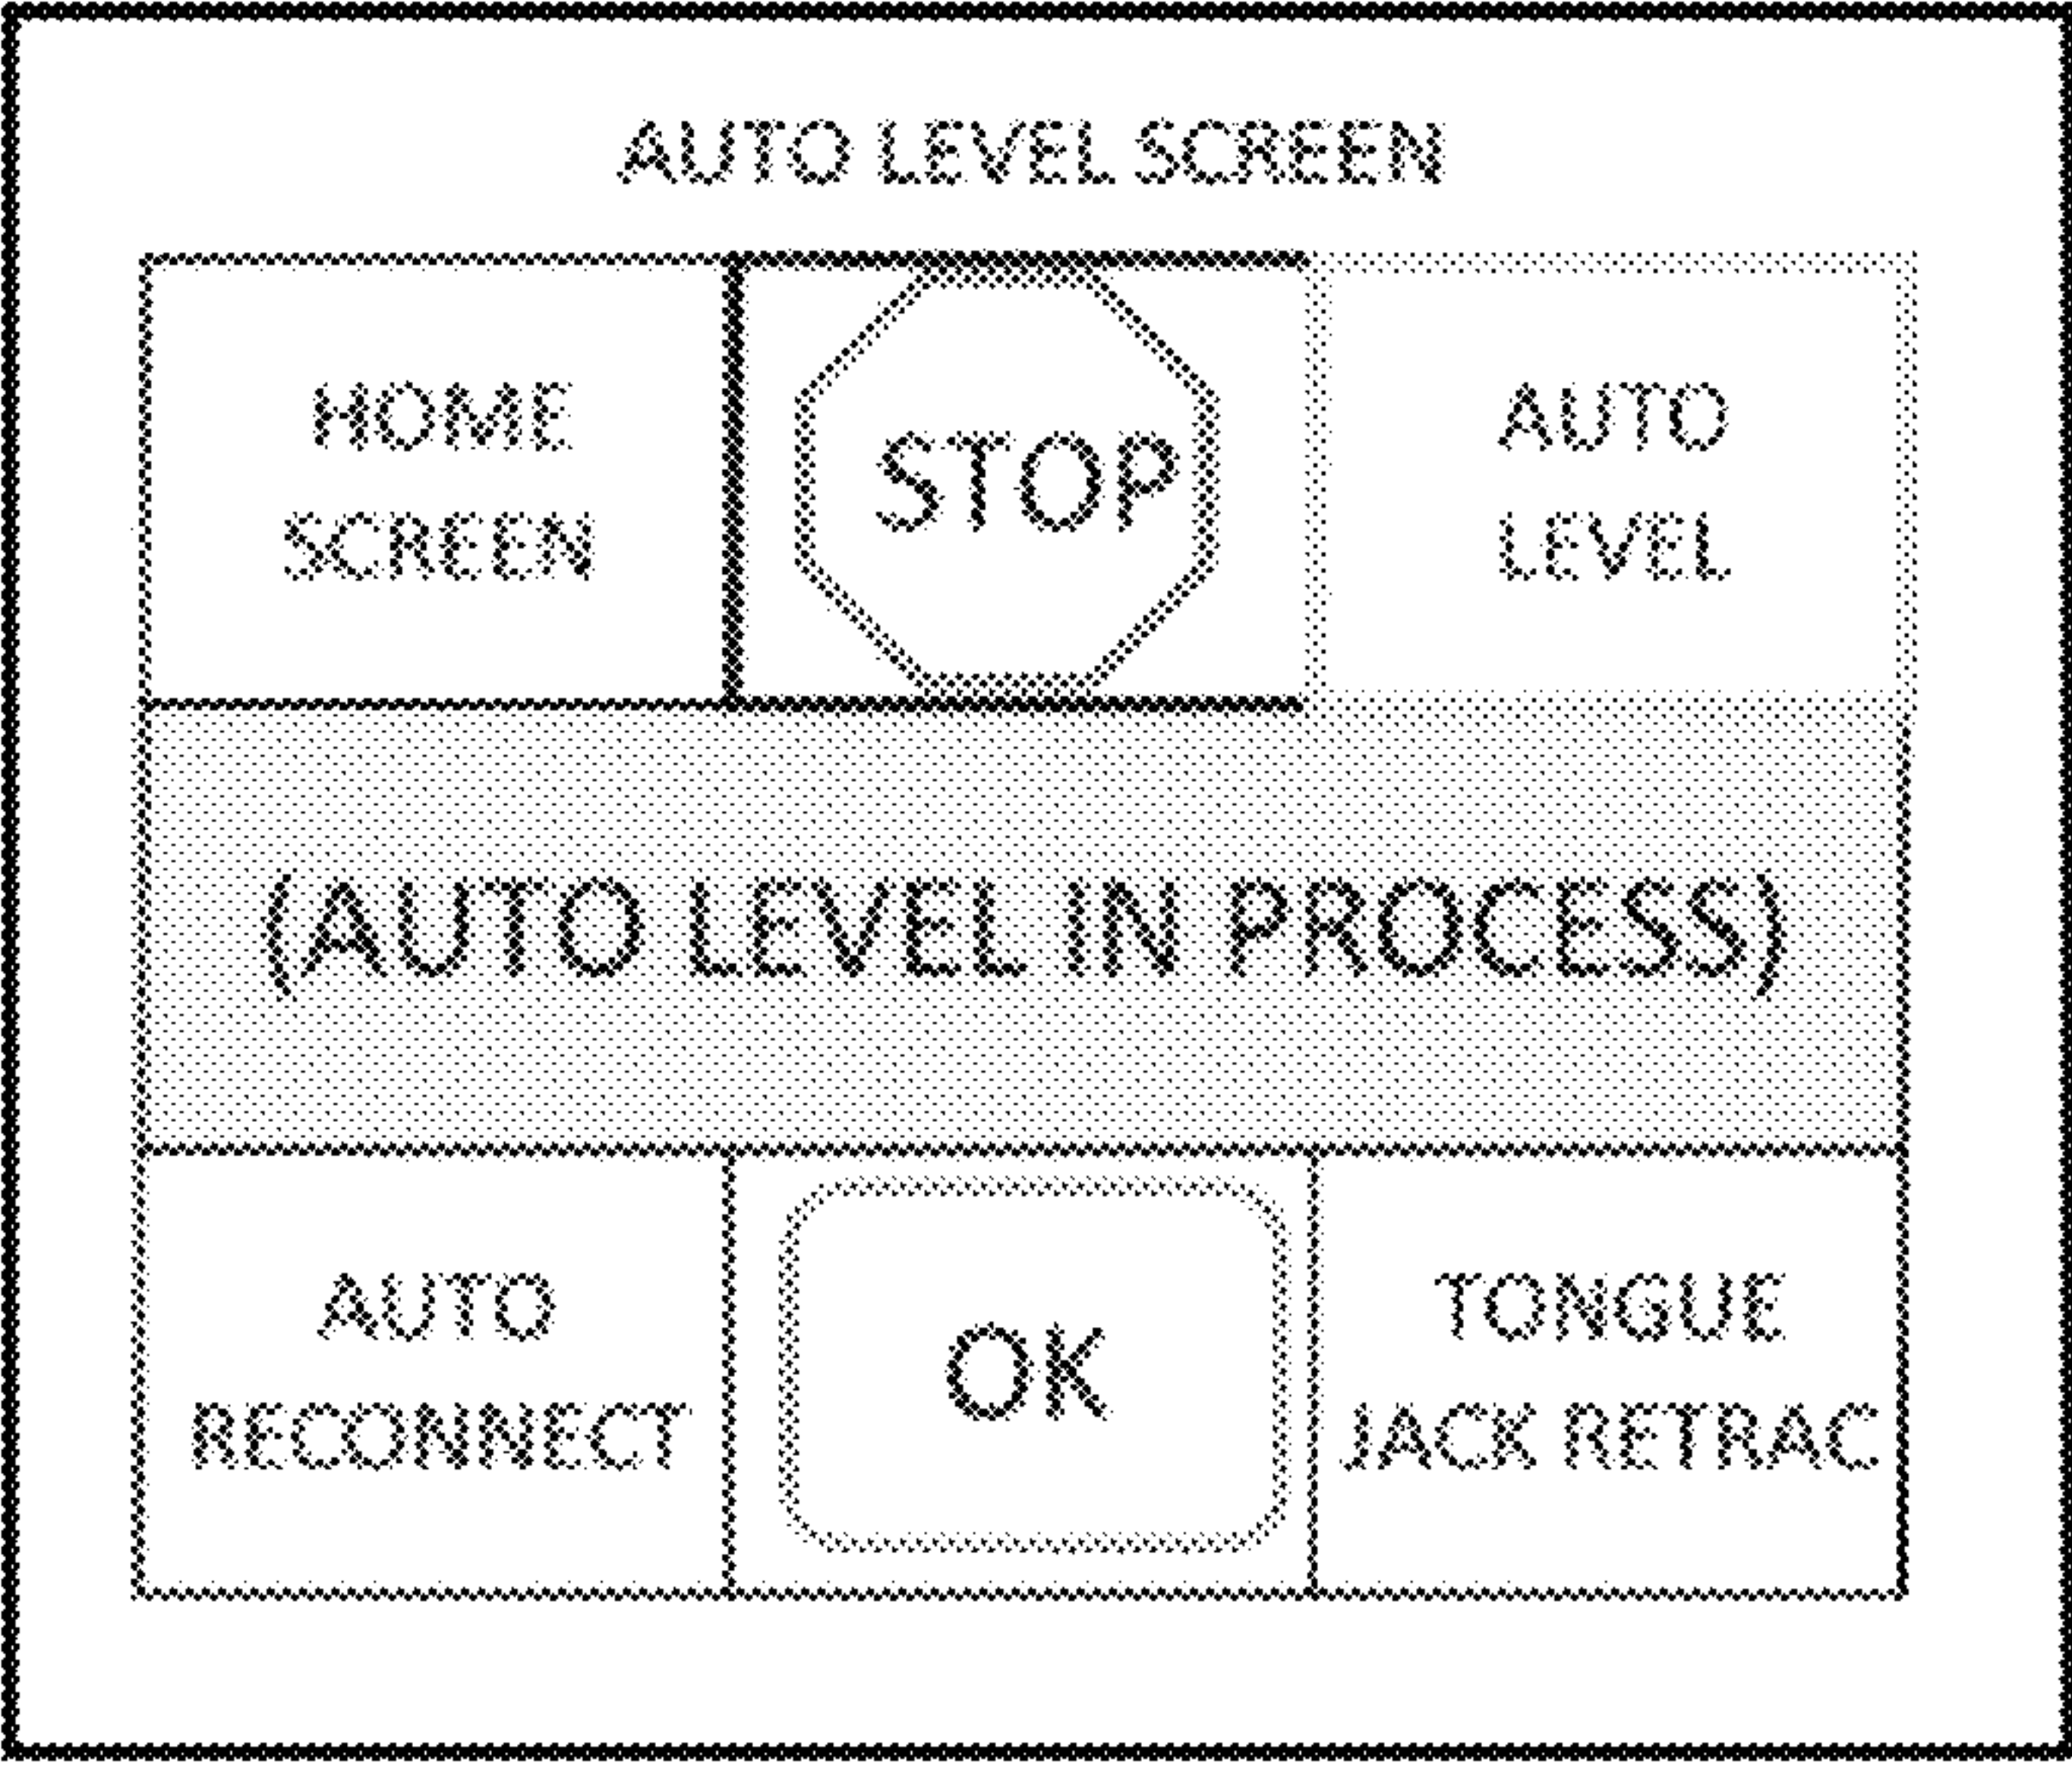 AUTO LEVEL SCREEN
HOME
SCREEN
STOP
AUTO
LEVEL
(AUTO LEVEL IN PROCESS)
AUTO
RECONNECT
OK
TONGUE
JACK RETRAC